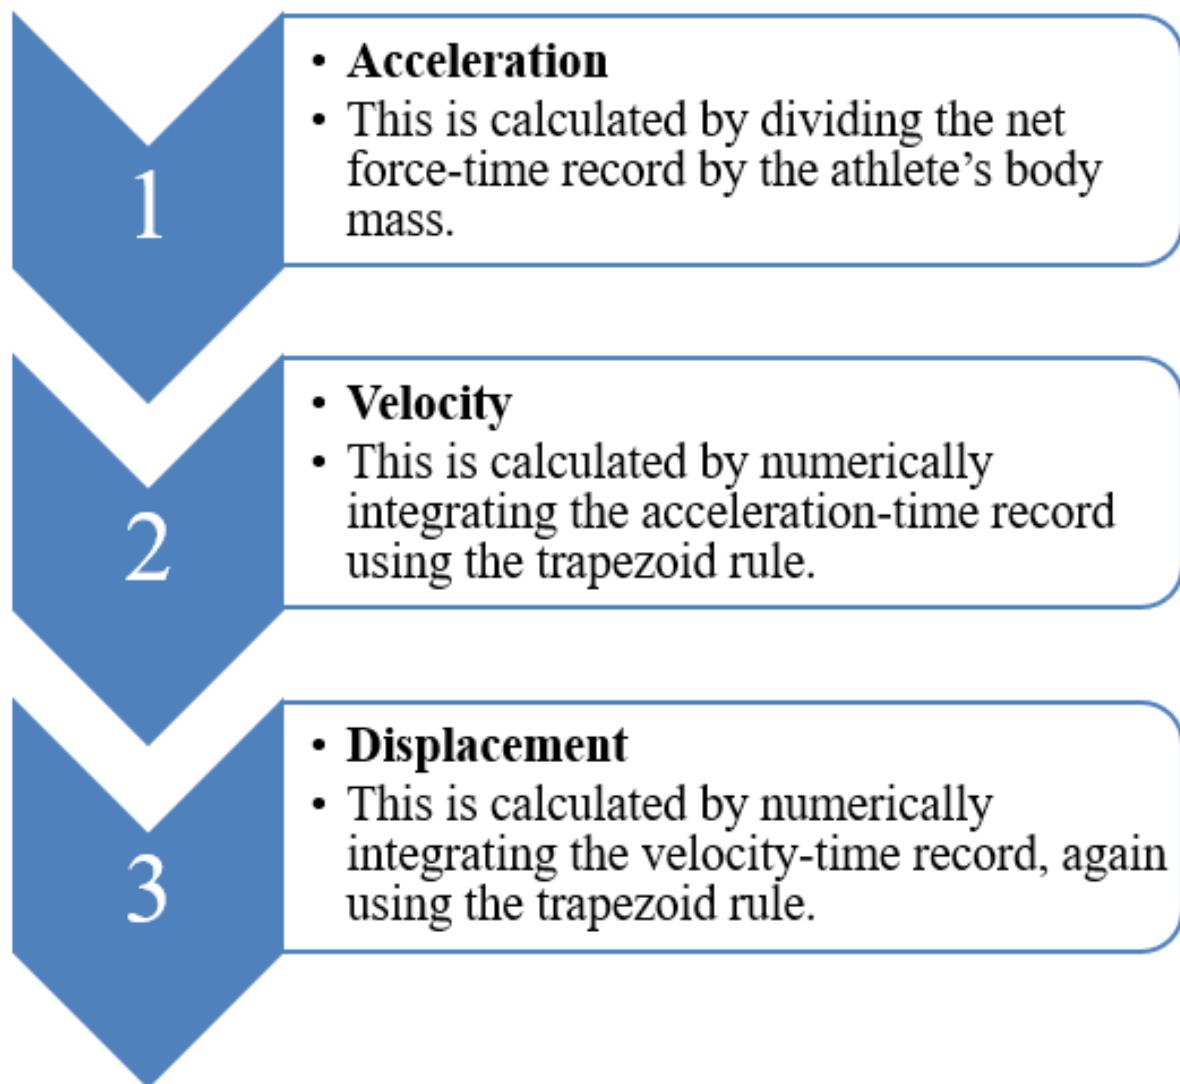 1
• Acceleration
• This is calculated by dividing the net
force-time record by the athlete’s body
mass.
2
• Velocity
• This is calculated by numerically
integrating the acceleration-time record
using the trapezoid rule.
3
• Displacement
• This is calculated by numerically
integrating the velocity-time record, again
using the trapezoid rule.